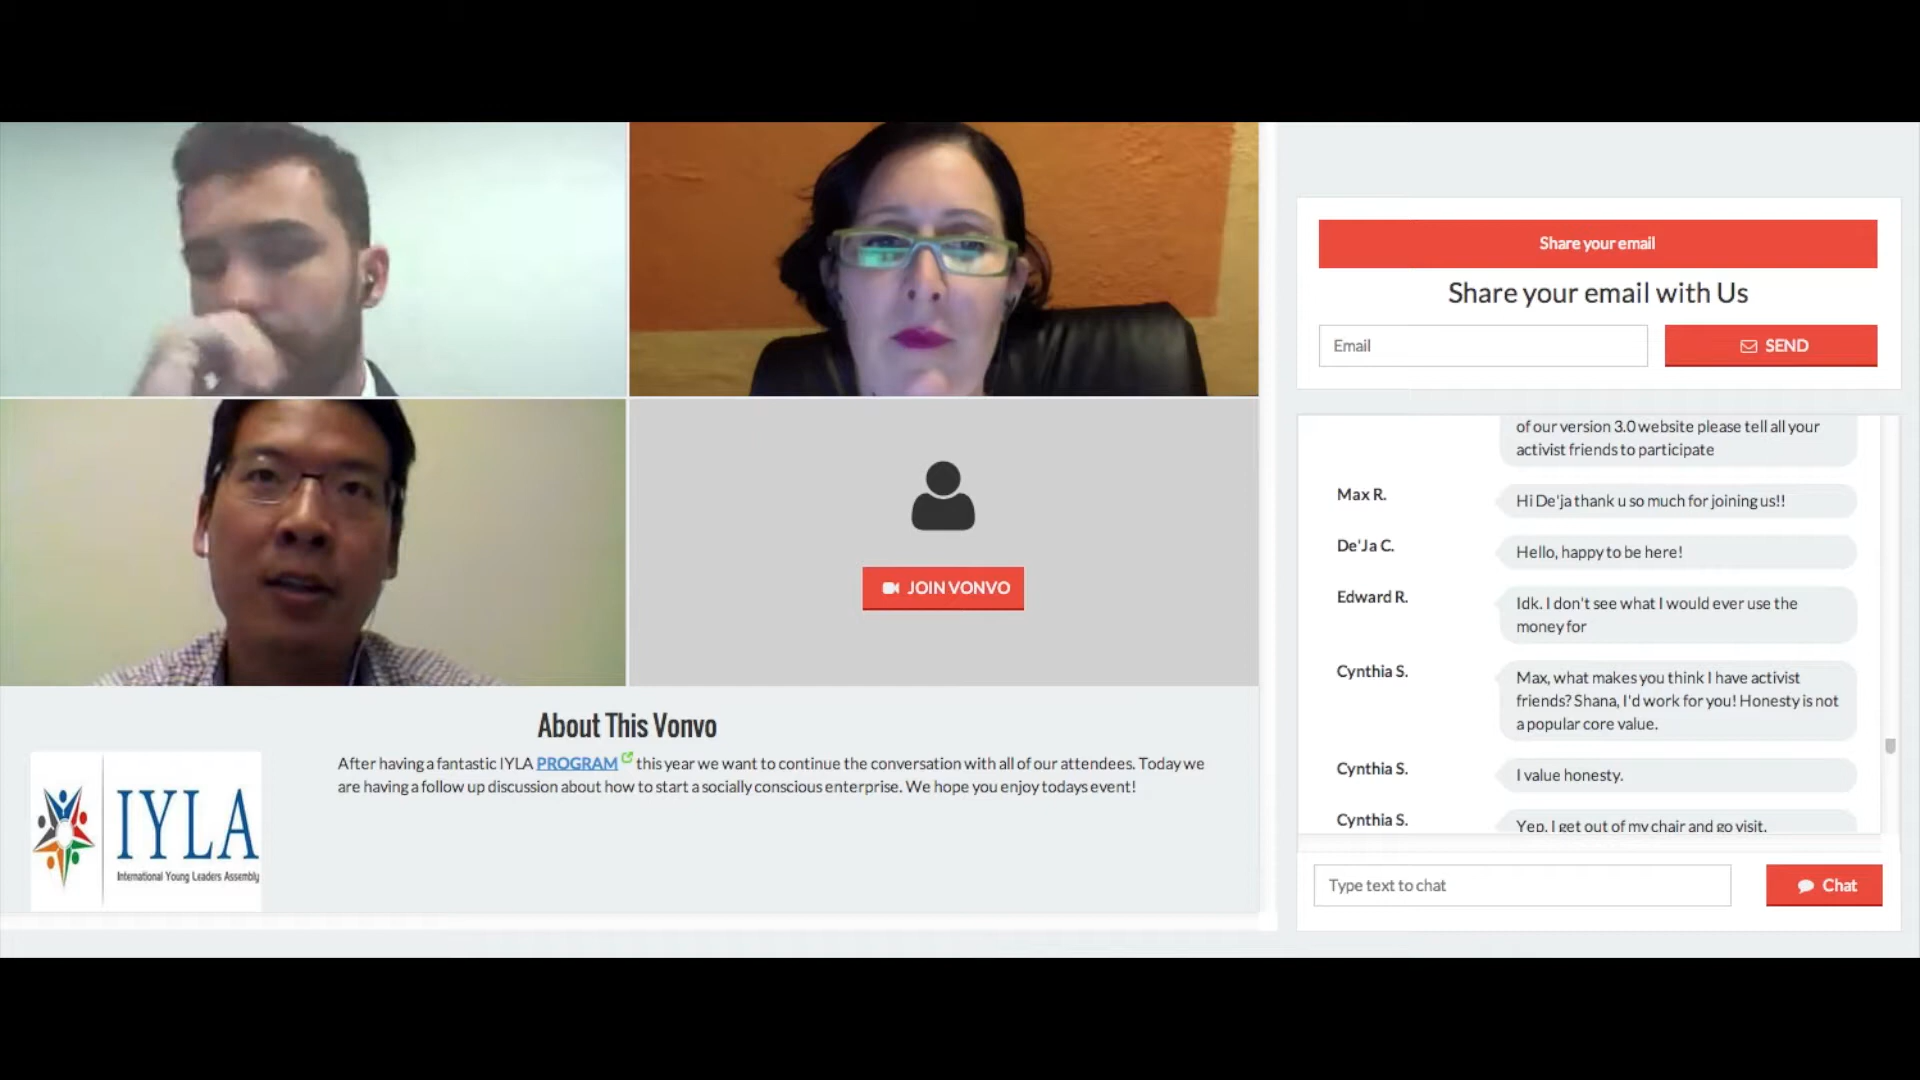 JOIN VONVO
About This Vonvo
After having a fantastic IYLA PROGRAM this year we want to continue the conversation with all of our attendees. Today we
are having a follow up discussion about how to start a socially conscious enterprise. We hope you enjoy todays event!
IYLA
International Young Leaders Assembly
Share your email
Share your email with Us
Email
SEND
of our version 3.0 website please tell all your
activist friends to participate
Max R.
Hi De'ja thank u so much for joining us!!
De'Ja C.
Hello, happy to be here!
Edward R.
Idk. I don't see what I would ever use the
money for
Cynthia S.
Max, what makes you think I have activist
friends? Shana, I'd work for you! Honesty is not
a popular core value.
Cynthia S.
I value honesty.
Cynthia S.
Yep. I get out of my chair and go visit.
Type text to chat
Chat